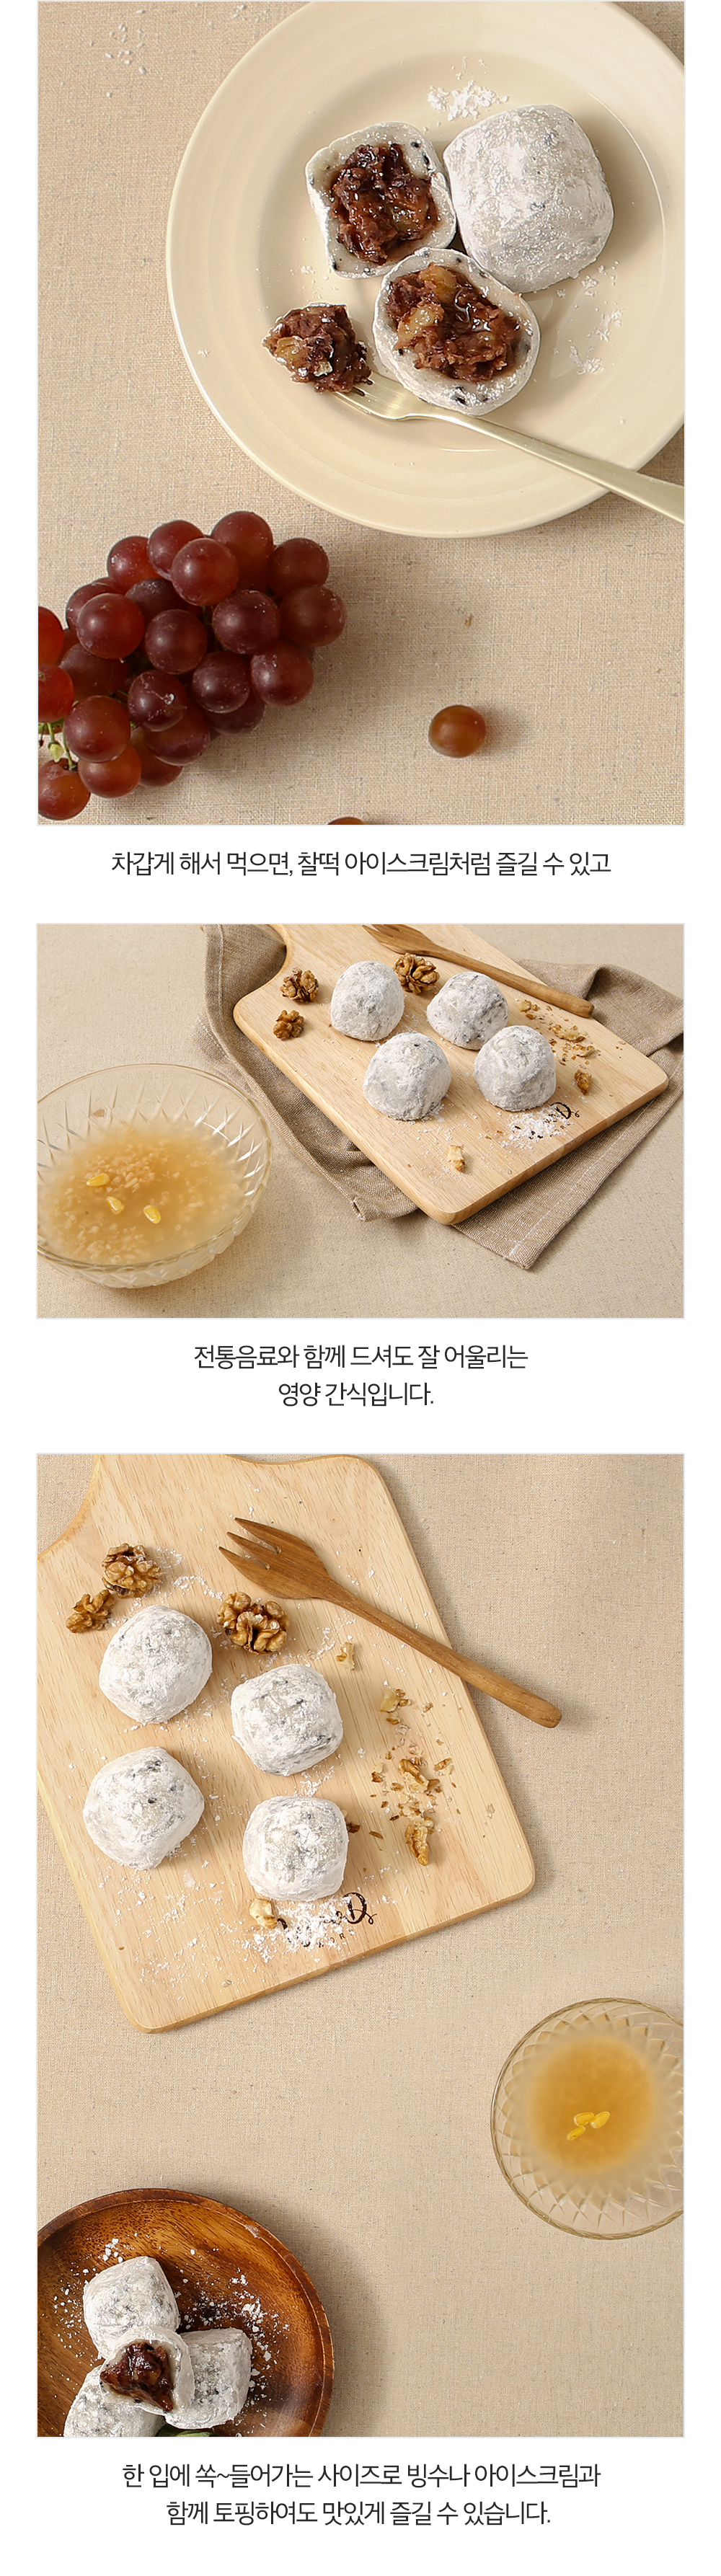 차갑게 해서 먹으면, 찰떡 아이스크림처럼 즐길 수 있고
전통음료와 함께 드셔도 잘 어울리는
영양 간식입니다.
한 입에 쏙~들어가는 사이즈로 빙수나 아이스크림과
함께 토핑하여도 맛있게 즐길 수 있습니다.